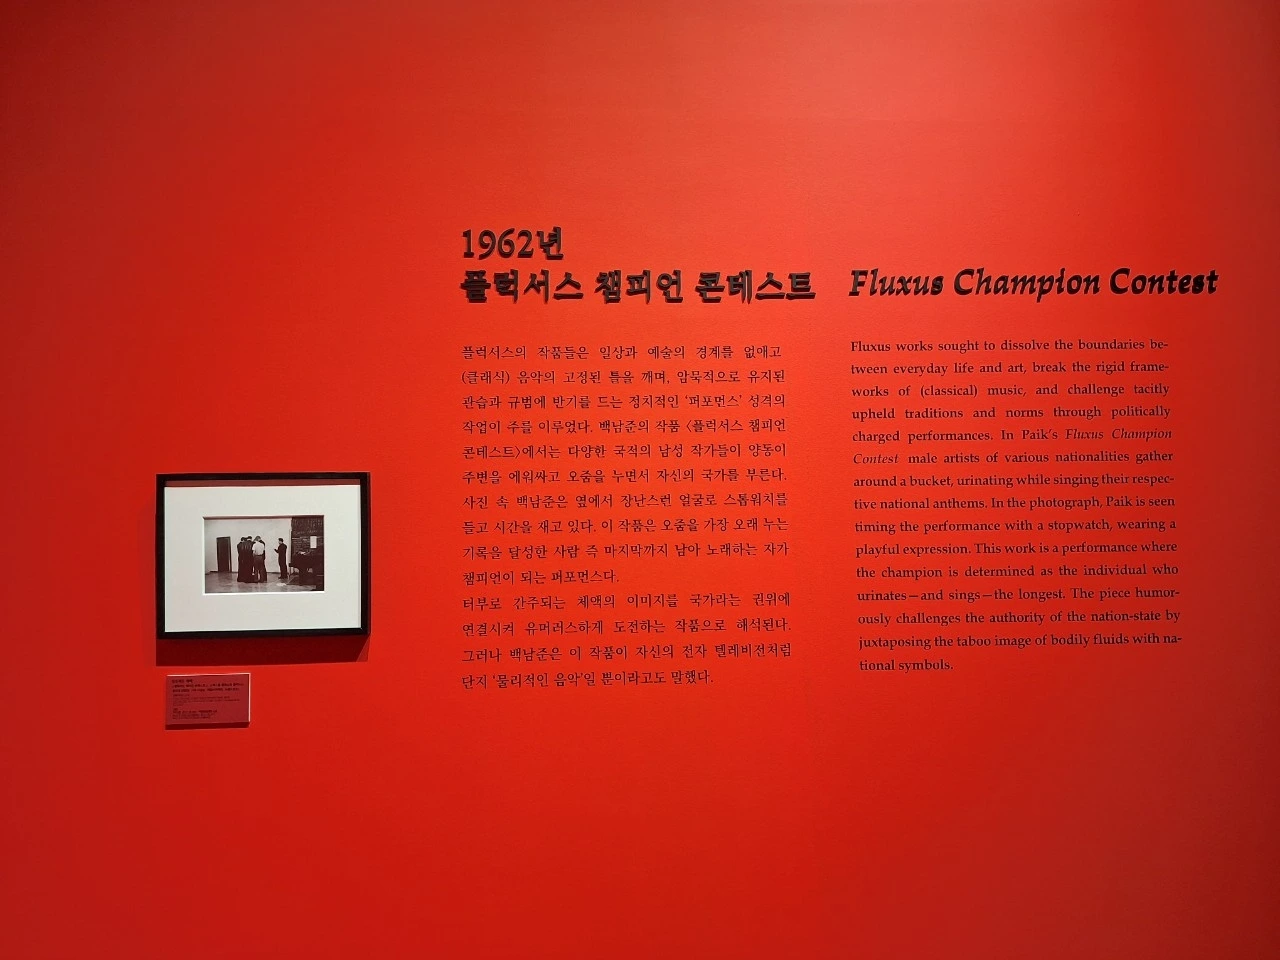 1962년
플럭서스 챔피언 콘테스트
플럭서스의 작품들은 일상과 예술의 경계를 없애고
(클래식) 음악의 고정된 틀을 깨며, 암묵적으로 유지된
관습과 규범에 반기를 드는 정치적인 ‘퍼포먼스’ 성격의
작업이 주를 이루었다. 백남준의 작품 〈플럭서스 챔피언
콘테스트〉에서는 다양한 국적의 남성 작가들이 양동이
주변을 에워싸고 오줌을 누면서 자신의 국가를 부른다.
사진 속 백남준은 옆에서 장난스런 얼굴로 스톱워치를
들고 시간을 재고 있다. 이 작품은 오줌을 가장 오래 누는
기록을 달성한 사람 즉 마지막까지 남아 노래하는 자가
챔피언이 되는 퍼포먼스다.
터부로 간주되는 체액의 이미지를 국가라는 권위에
연결시켜 유머러스하게 도전하는 작품으로 해석된다.
그러나 백남준은 이 작품이 자신의 전자 텔레비전처럼
단지 ‘물리적인 음악’일 뿐이라고도 말했다.
Fluxus Champion Contest
Fluxus works sought to dissolve the boundaries be-
tween everyday life and art, break the rigid frame-
works of (classical) music, and challenge tacitly
upheld traditions and norms through politically
charged performances. In Paik’s Fluxus Champion
Contest male artists of various nationalities gather
around a bucket, urinating while singing their respec-
tive national anthems. In the photograph, Paik is seen
timing the performance with a stopwatch, wearing a
playful expression. This work is a performance where
the champion is determined as the individual who
urinates—and sings—the longest. The piece humor-
ously challenges the authority of the nation-state by
juxtaposing the taboo image of bodily fluids with na-
tional symbols.